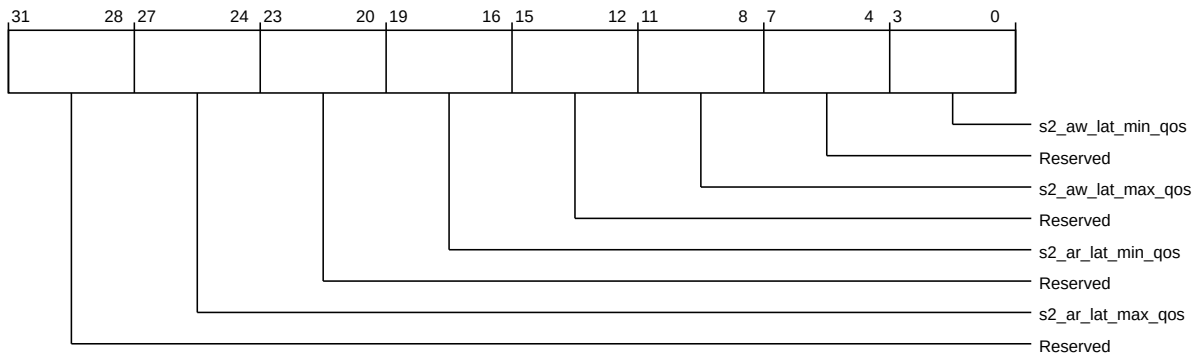 31 28 27 24 23 20 19 16 15 12 11 8 7 4 3 0
s2_aw_lat_min_qos
Reserved
s2_aw_lat_max_qos
Reserved
s2_ar_lat_min_qos
Reserved
s2_ar_lat_max_qos
Reserved